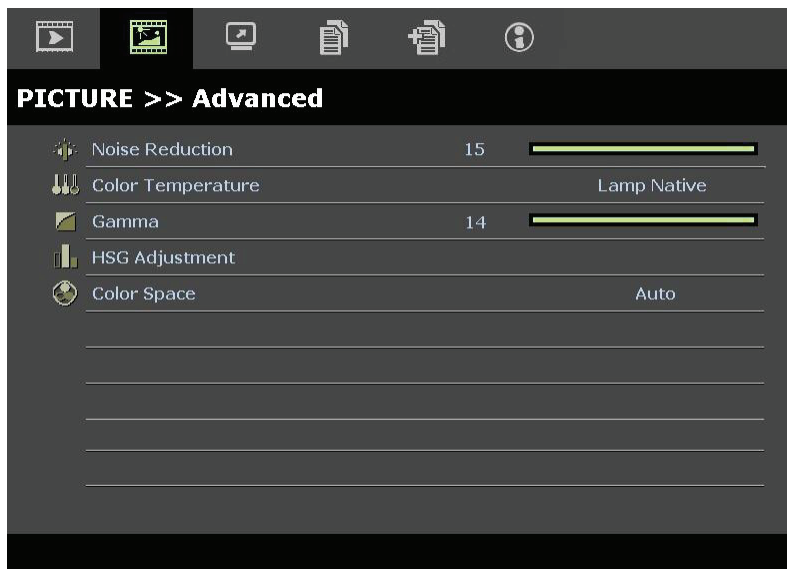 PICTURE >> Advanced
Noise Reduction 15
Color Temperature Lamp Native
Gamma 14
HSG Adjustment
Color Space Auto